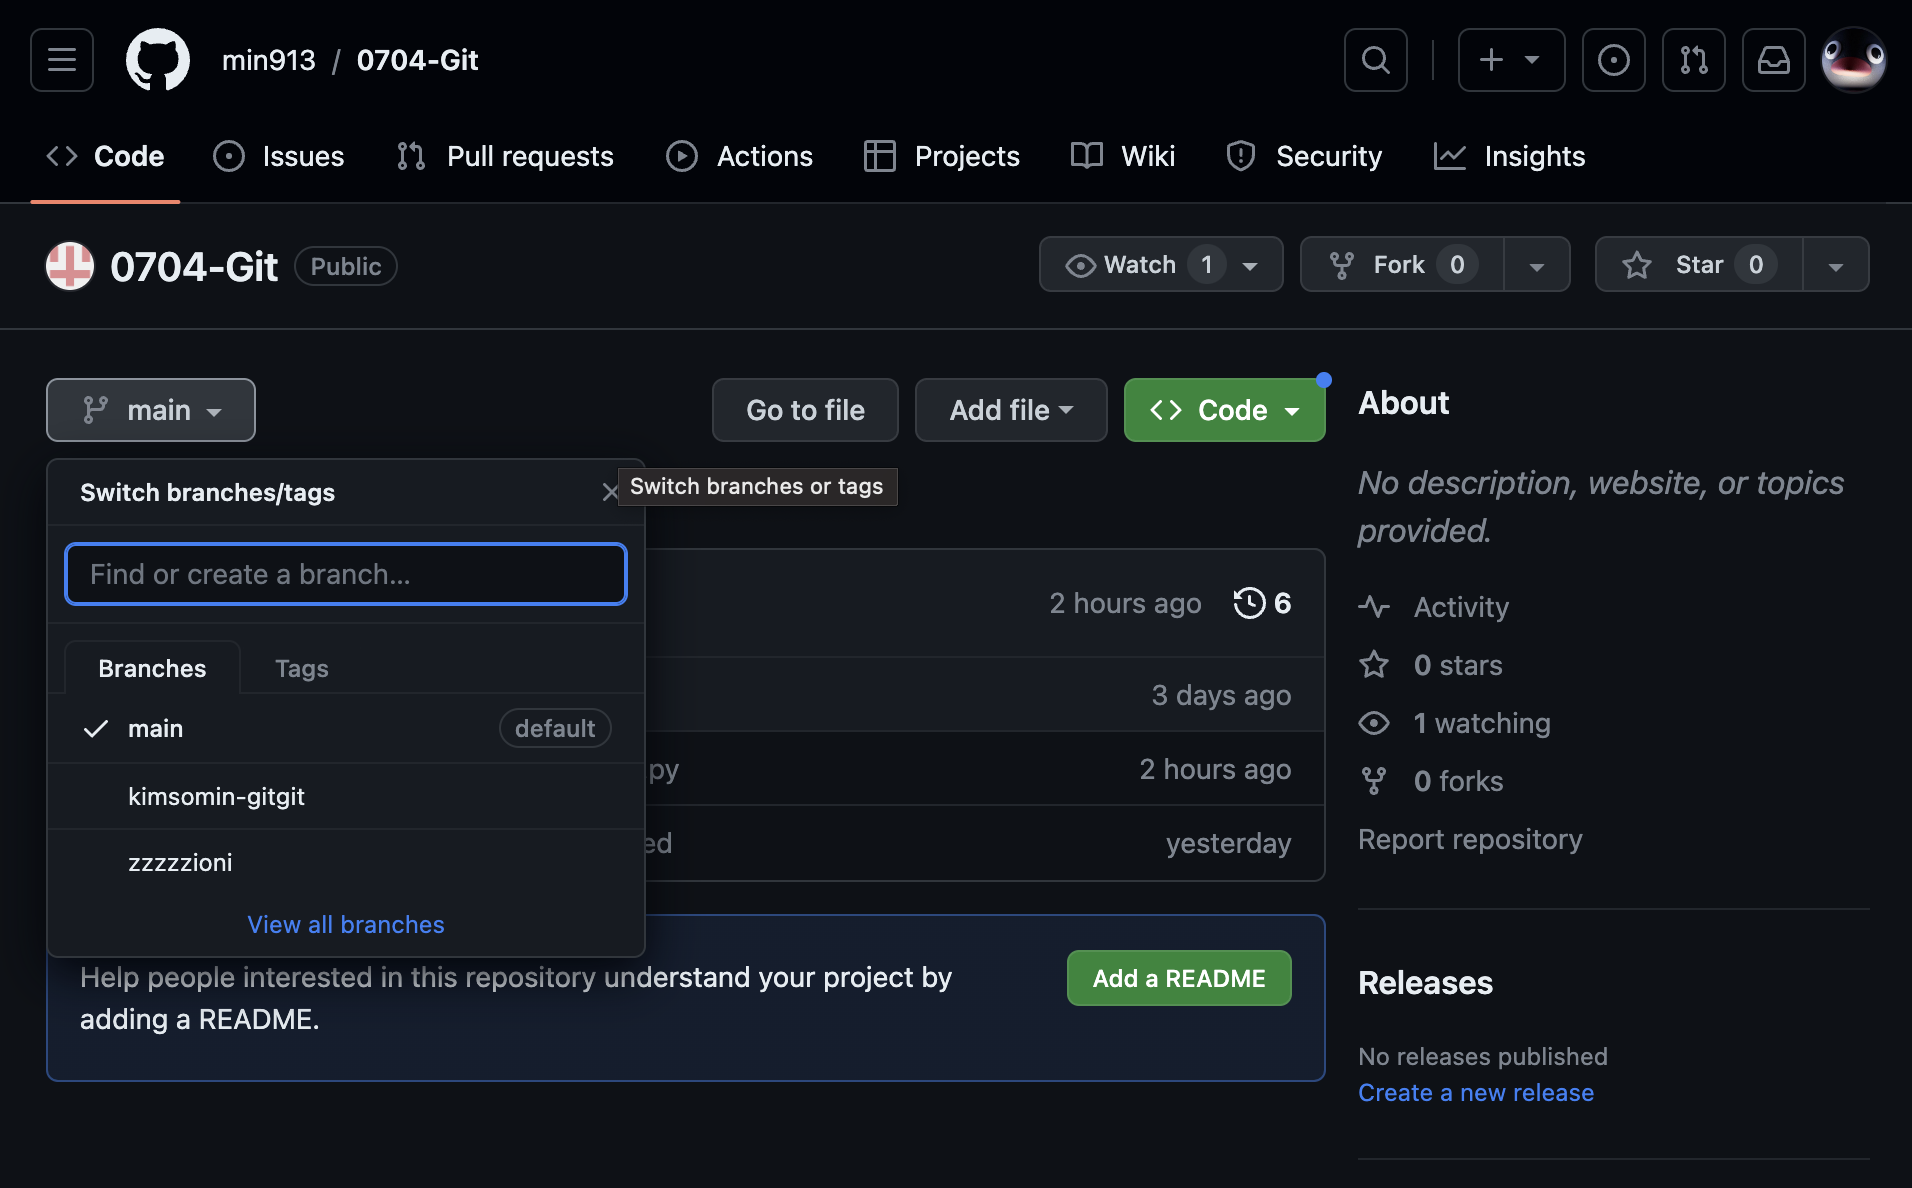 min913 / 0704-Git
Code Issues Pull requests Actions Projects Wiki Security Insights
0704-Git Public
Watch 1 Fork 0 Star 0
main Go to file Add file Code
Switch branches/tags
Switch branches or tags
Find or create a branch...
2 hours ago 6
Branches Tags
3 days ago
main default
py 2 hours ago
kimsomin-gitgit
ed yesterday
zzzzzioni
View all branches
Help people interested in this repository understand your project by
adding a README.
Add a README
About
No description, website, or topics
provided.
Activity
0 stars
1 watching
0 forks
Report repository
Releases
No releases published
Create a new release